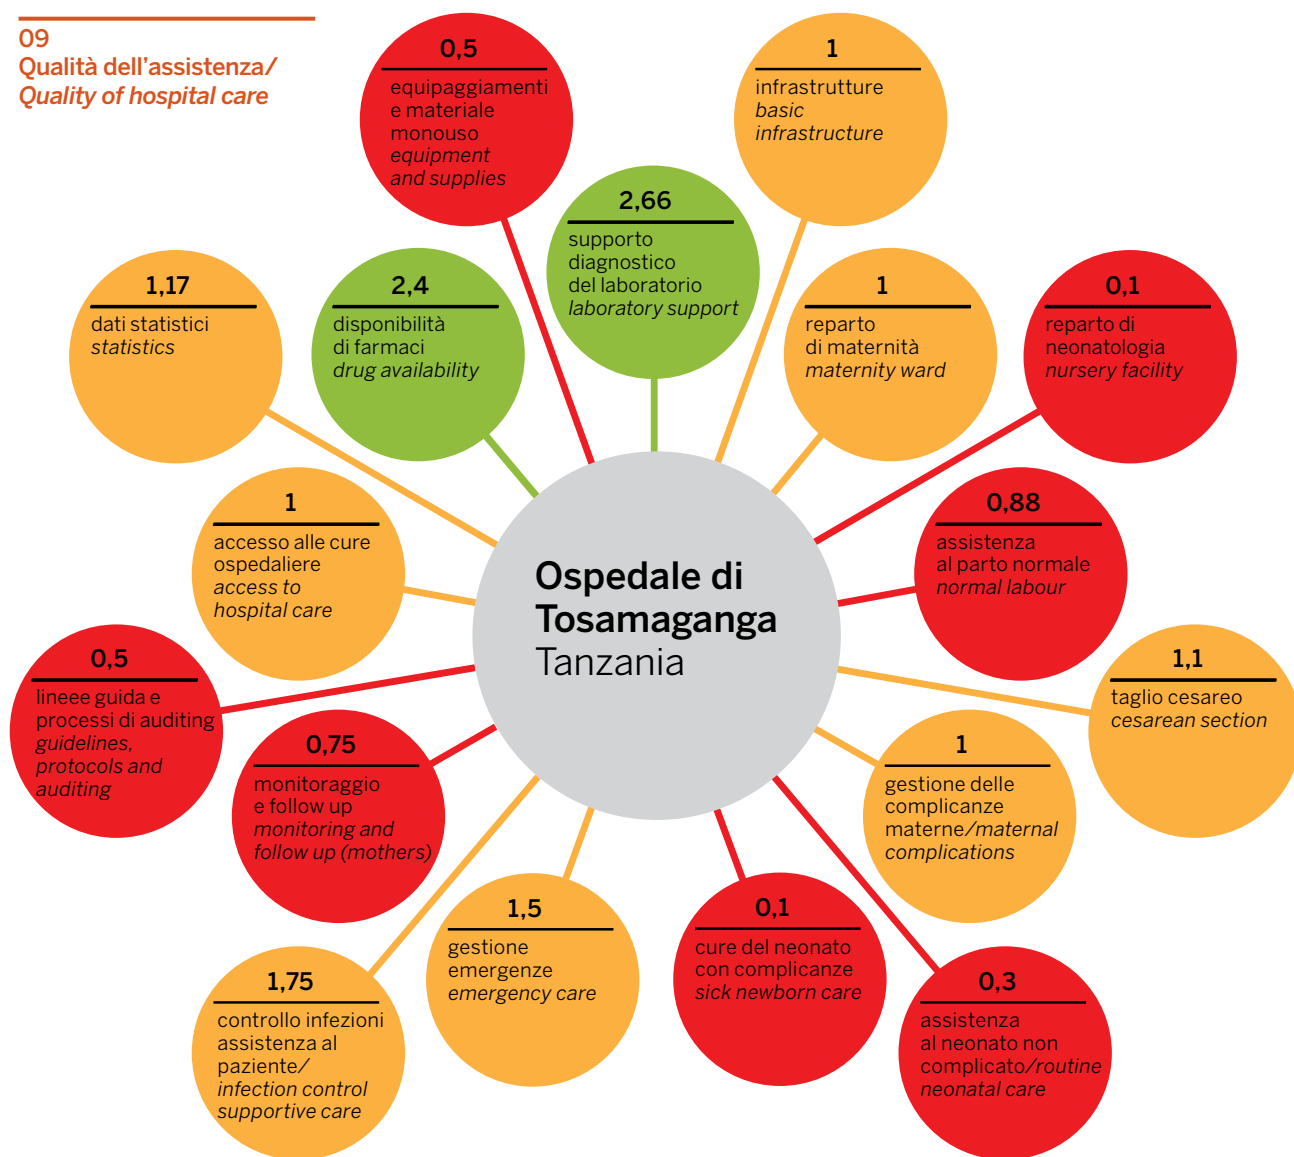 09
Qualità dell'assistenza/
Quality of hospital care
0,5
equipaggiamenti
e materiale
monouso
equipment
and supplies
1
infrastrutture
basic
infrastructure
2,66
supporto
diagnostico
del laboratorio
laboratory support
1,17
dati statistici
statistics
2,4
disponibilità
di farmaci
drug availability
1
reparto
di maternità
maternity ward
0,1
reparto di
neonatologia
nursery facility
1
accesso alle cure
ospedaliere
access to
hospital care
0,88
assistenza
al parto normale
normal labour
Ospedale di
Tosamaganga
Tanzania
0,5
lineee guida e
processi di auditing
guidelines,
protocols and
auditing
1,1
taglio cesareo
cesarean section
0,75
monitoraggio
e follow up
monitoring and
follow up (mothers)
1
gestione delle
complicanze
materne/maternal
complications
1,5
gestione
emergenze
emergency care
0,1
cure del neonato
con complicanze
sick newborn care
1,75
controllo infezioni
assistenza al
paziente/
infection control
supportive care
0,3
assistenza
al neonato non
complicato/routine
neonatal care